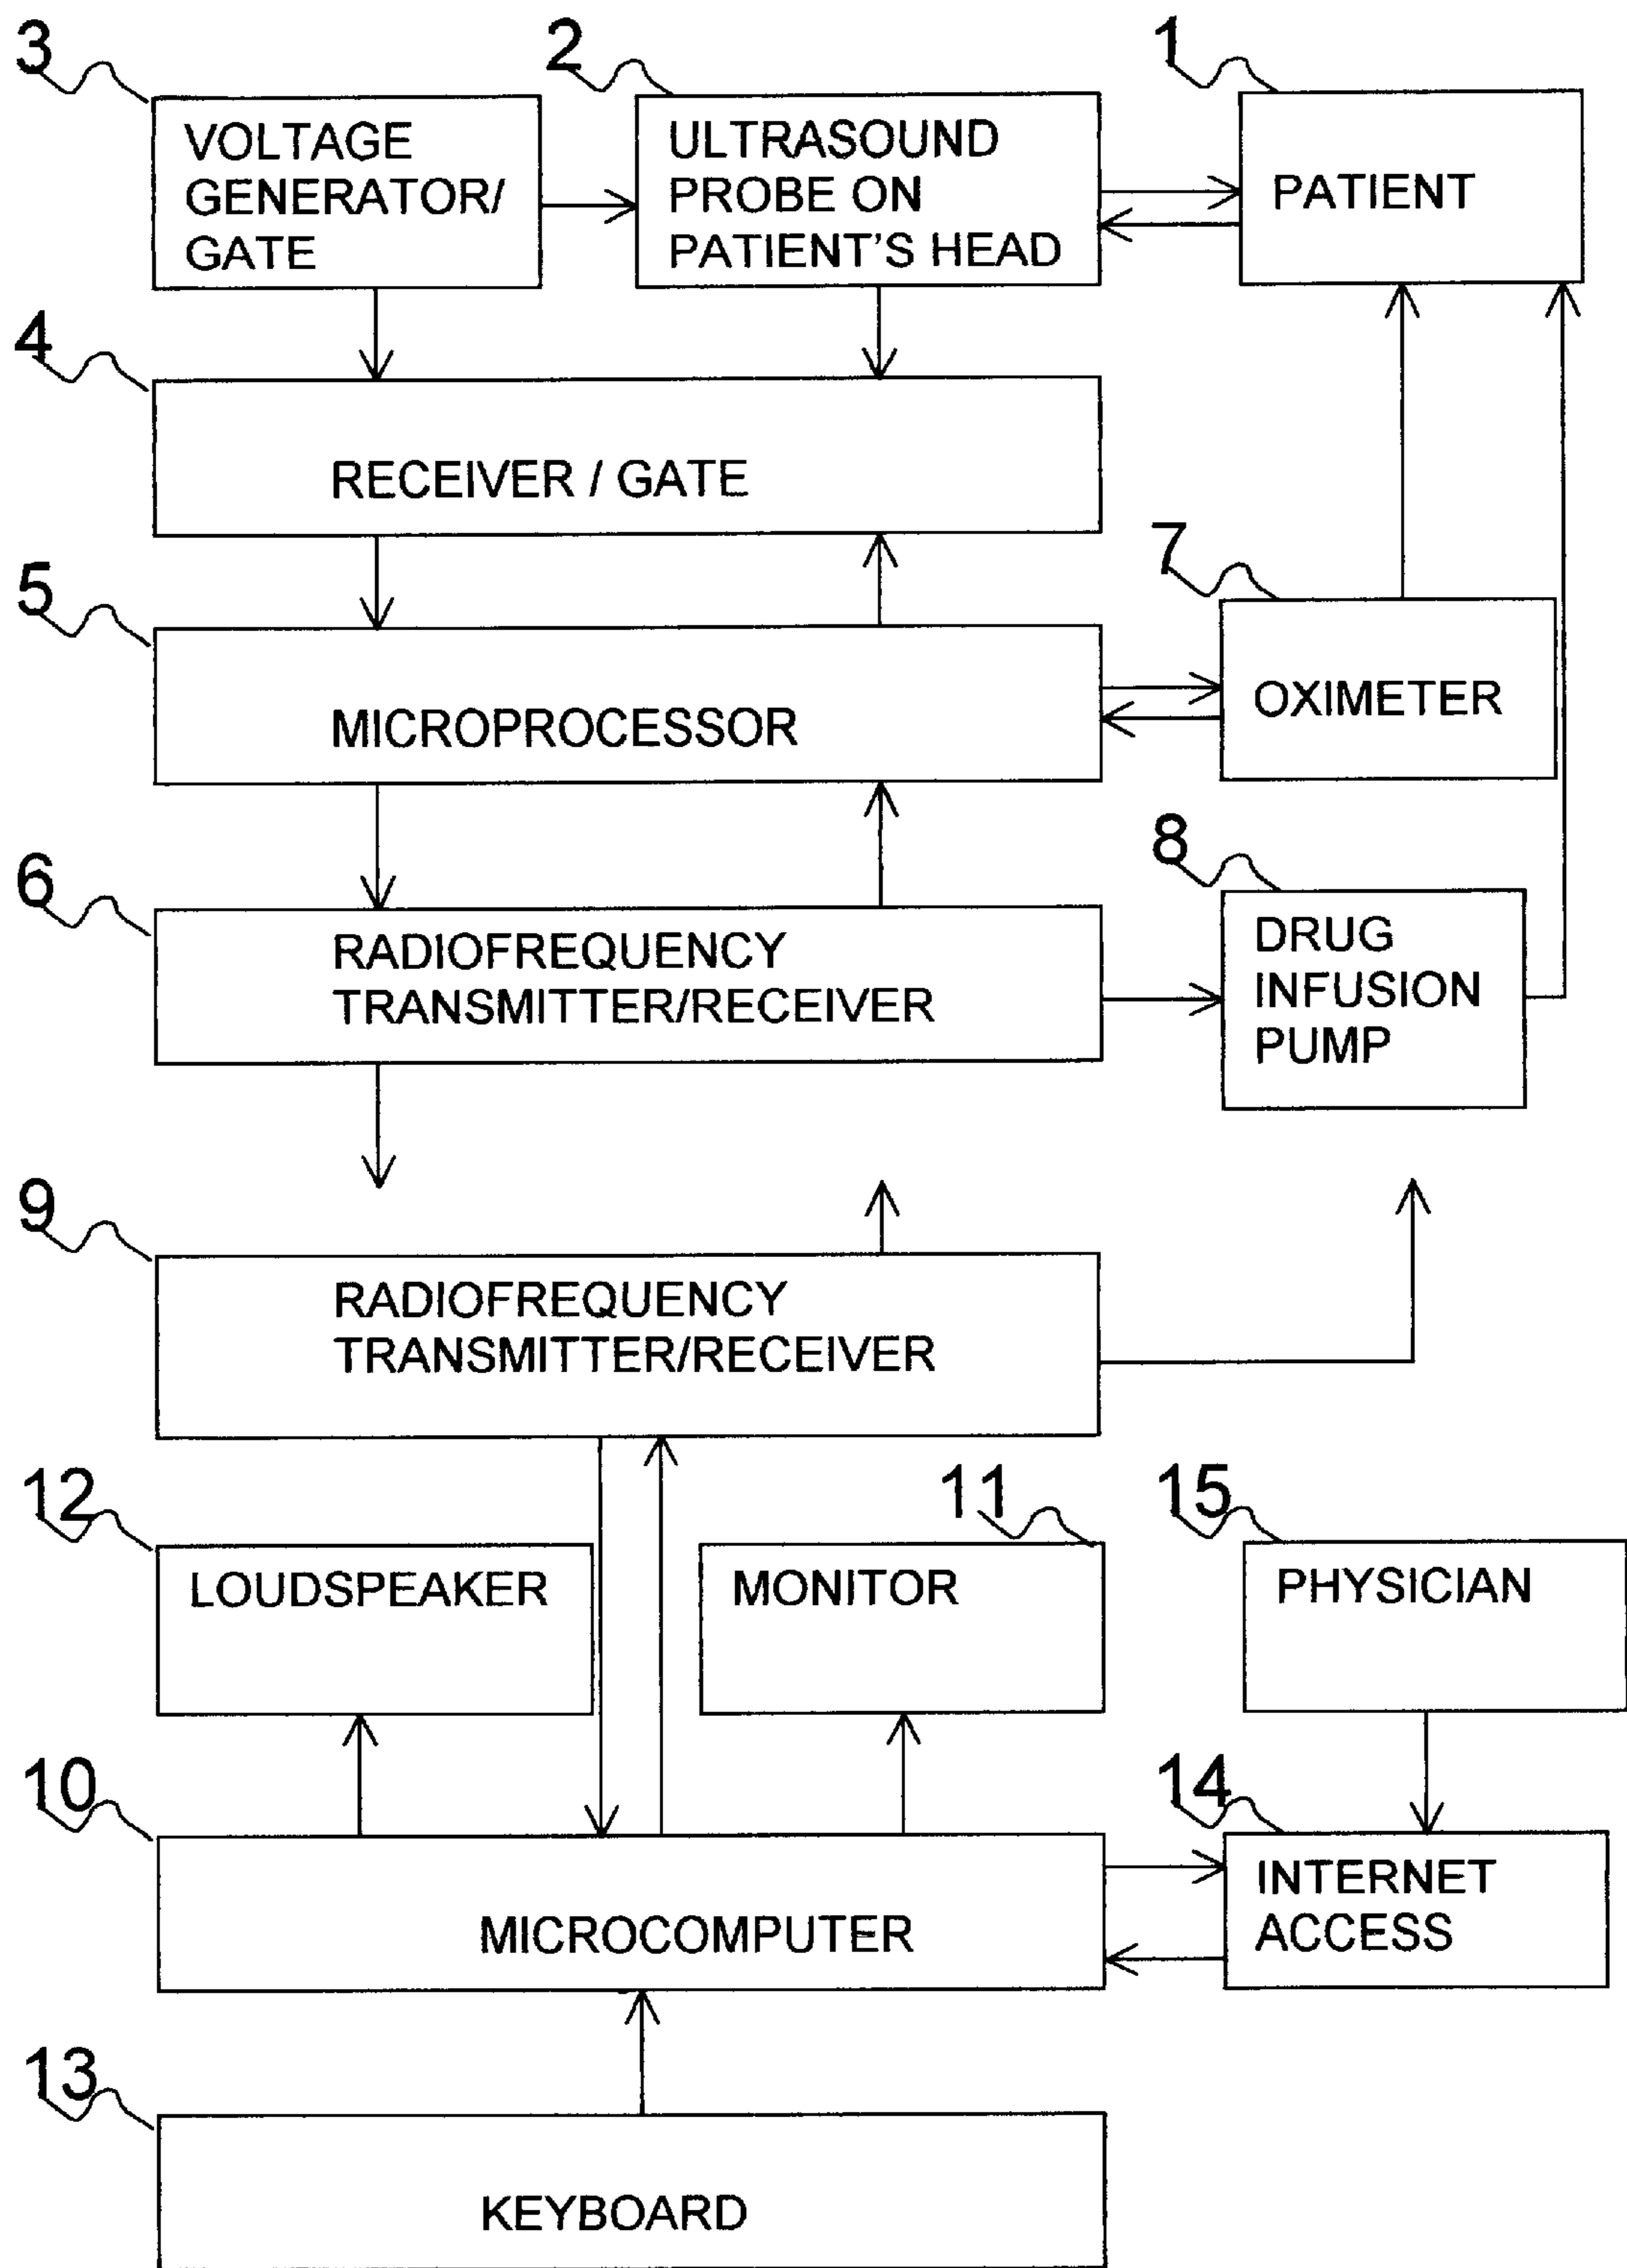 3
2
1
VOLTAGE
GENERATOR/
GATE
ULTRASOUND
PROBE ON
PATIENT'S HEAD
PATIENT
4
RECEIVER / GATE
5
MICROPROCESSOR
7
OXIMETER
6
RADIOFREQUENCY
TRANSMITTER/RECEIVER
8
DRUG
INFUSION
PUMP
9
RADIOFREQUENCY
TRANSMITTER/RECEIVER
12
LOUDSPEAKER
11
MONITOR
15
PHYSICIAN
10
MICROCOMPUTER
14
INTERNET
ACCESS
13
KEYBOARD